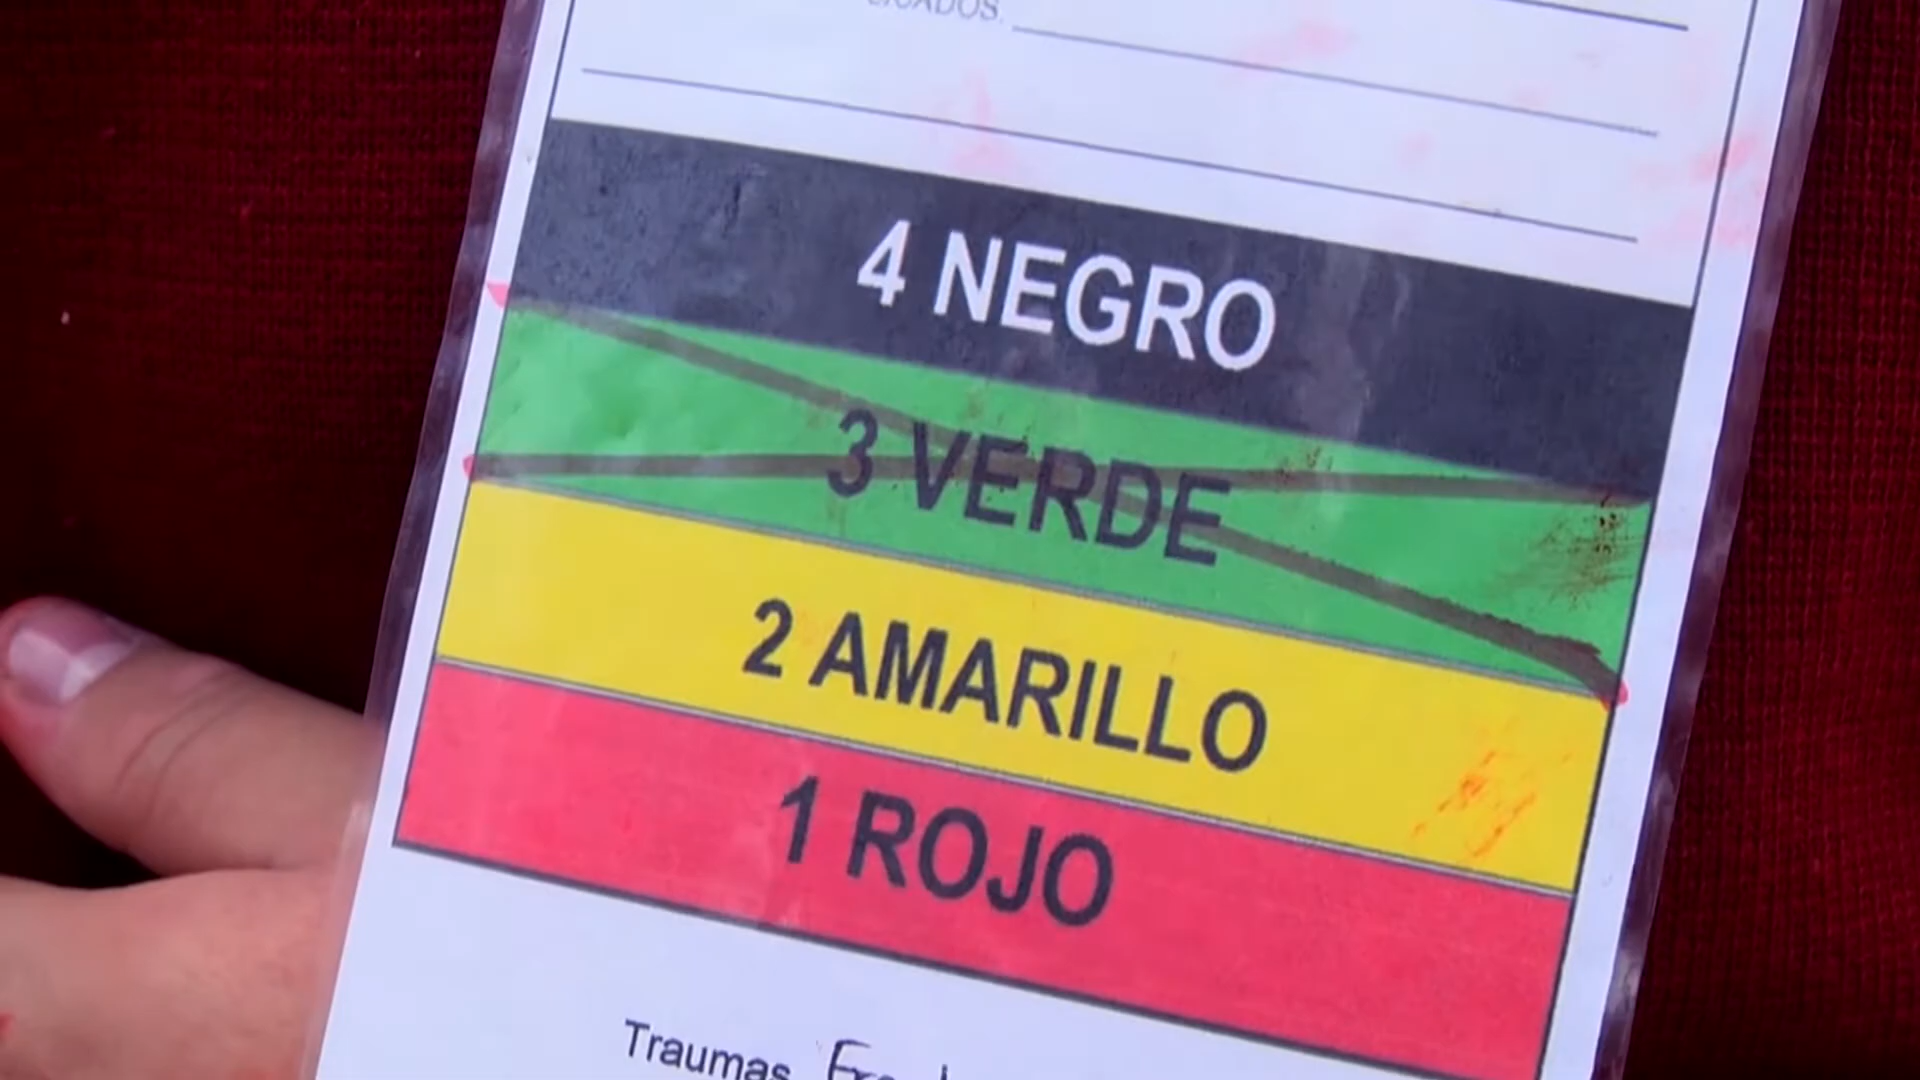 4 NEGRO
3 VERDE
2 AMARILLO
1 ROJO
Traumas